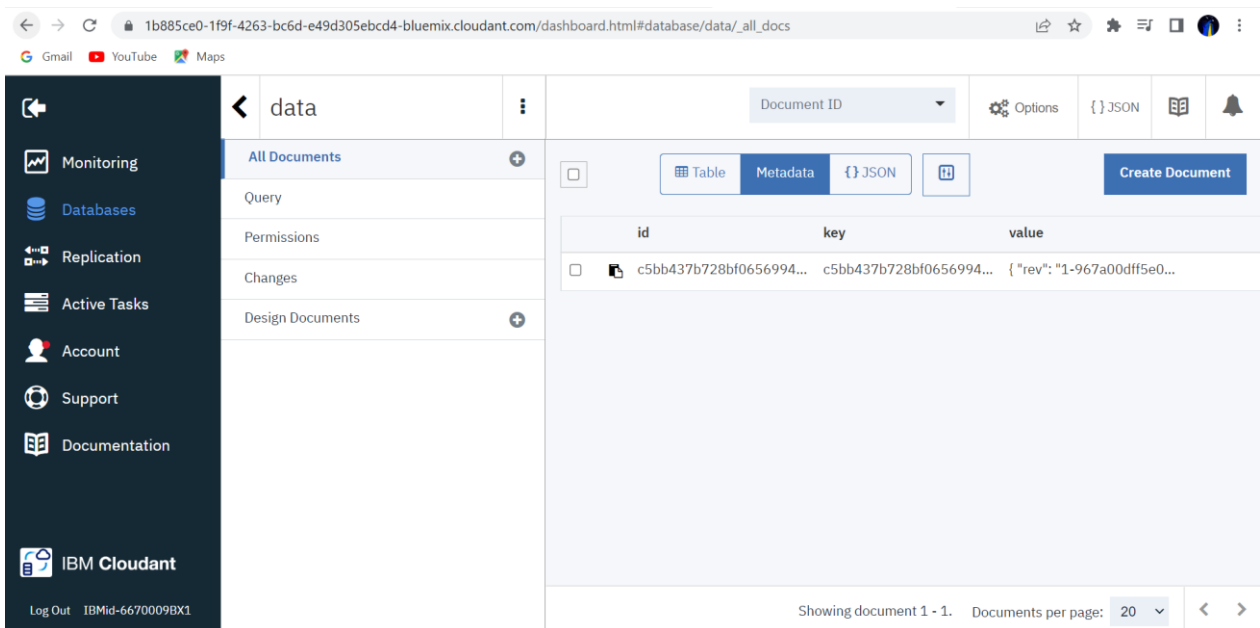 1b885ce0-1f9f-4263-bc6d-e49d305ebcd4-bluemix.cloudant.com/dashboard.html#database/data/_all_docs
Gmail YouTube Maps
data
Document ID
Options
{ } JSON
Monitoring
Databases
Replication
Active Tasks
Account
Support
Documentation
IBM Cloudant
Log Out IBMid-6670009BX1
All Documents
Query
Permissions
Changes
Design Documents
Table Metadata {} JSON
Create Document
id key value
c5bb437b728bf0656994... c5bb437b728bf0656994... { "rev": "1-967a00dff5e0...
Showing document 1 - 1. Documents per page: 20